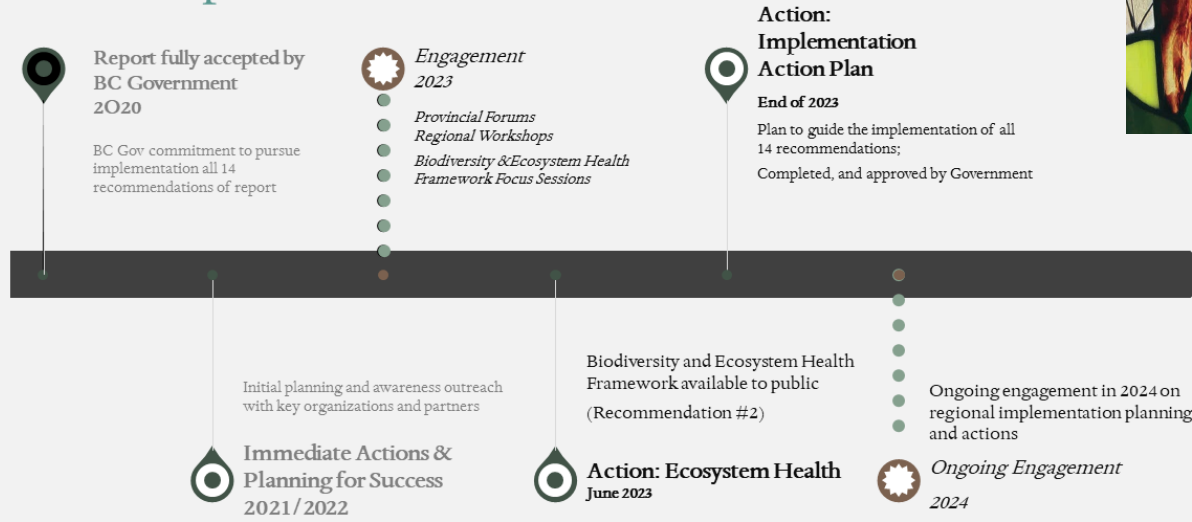 Report fully accepted by
BC Government
2020
BC Gov commitment to pursue
implementation all 14
recommendations of report
Engagement
2023
Provincial Forums
Regional Workshops
Biodiversity &Ecosystem Health
Framework Focus Sessions
Action:
Implementation
Action Plan
End of 2023
Plan to guide the implementation of all
14 recommendations;
Completed, and approved by Government
Initial planning and awareness outreach
with key organizations and partners
Immediate Actions &
Planning for Success
2021/2022
Biodiversity and Ecosystem Health
Framework available to public
(Recommendation #2)
Action: Ecosystem Health
June 2023
Ongoing engagement in 2024 on
regional implementation planning
and actions
Ongoing Engagement
2024